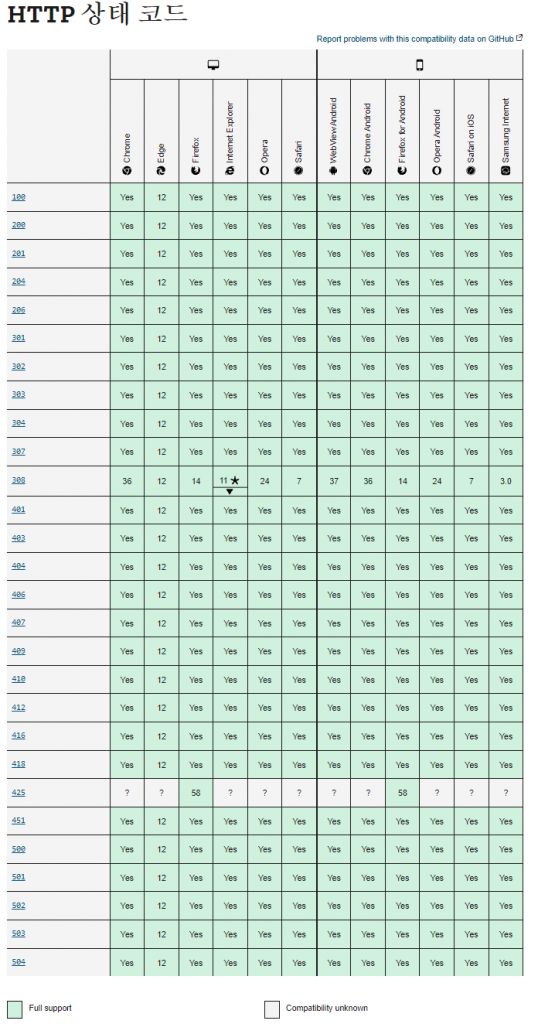 HTTP 상태 코드
Report problems with this compatibility data on GitHub
Chrome
Edge
Firefox
Internet Explorer
Opera
Safari
WebView Android
Chrome Android
Firefox for Android
Opera Android
Safari on iOS
Samsung Internet
100 Yes 12 Yes Yes Yes Yes Yes Yes Yes Yes Yes Yes
200 Yes 12 Yes Yes Yes Yes Yes Yes Yes Yes Yes Yes
201 Yes 12 Yes Yes Yes Yes Yes Yes Yes Yes Yes Yes
204 Yes 12 Yes Yes Yes Yes Yes Yes Yes Yes Yes Yes
206 Yes 12 Yes Yes Yes Yes Yes Yes Yes Yes Yes Yes
301 Yes 12 Yes Yes Yes Yes Yes Yes Yes Yes Yes Yes
302 Yes 12 Yes Yes Yes Yes Yes Yes Yes Yes Yes Yes
303 Yes 12 Yes Yes Yes Yes Yes Yes Yes Yes Yes Yes
304 Yes 12 Yes Yes Yes Yes Yes Yes Yes Yes Yes Yes
307 Yes 12 Yes Yes Yes Yes Yes Yes Yes Yes Yes Yes
308 36 12 14 11 ★ 24 7 37 36 14 24 7 3.0
401 Yes 12 Yes Yes Yes Yes Yes Yes Yes Yes Yes Yes
403 Yes 12 Yes Yes Yes Yes Yes Yes Yes Yes Yes Yes
404 Yes 12 Yes Yes Yes Yes Yes Yes Yes Yes Yes Yes
406 Yes 12 Yes Yes Yes Yes Yes Yes Yes Yes Yes Yes
407 Yes 12 Yes Yes Yes Yes Yes Yes Yes Yes Yes Yes
409 Yes 12 Yes Yes Yes Yes Yes Yes Yes Yes Yes Yes
410 Yes 12 Yes Yes Yes Yes Yes Yes Yes Yes Yes Yes
412 Yes 12 Yes Yes Yes Yes Yes Yes Yes Yes Yes Yes
416 Yes 12 Yes Yes Yes Yes Yes Yes Yes Yes Yes Yes
418 Yes 12 Yes Yes Yes Yes Yes Yes Yes Yes Yes Yes
425 ? ? 58 ? ? ? ? ? 58 ? ? ?
451 Yes 12 Yes Yes Yes Yes Yes Yes Yes Yes Yes Yes
500 Yes 12 Yes Yes Yes Yes Yes Yes Yes Yes Yes Yes
501 Yes 12 Yes Yes Yes Yes Yes Yes Yes Yes Yes Yes
502 Yes 12 Yes Yes Yes Yes Yes Yes Yes Yes Yes Yes
503 Yes 12 Yes Yes Yes Yes Yes Yes Yes Yes Yes Yes
504 Yes 12 Yes Yes Yes Yes Yes Yes Yes Yes Yes Yes
Full support
Compatibility unknown